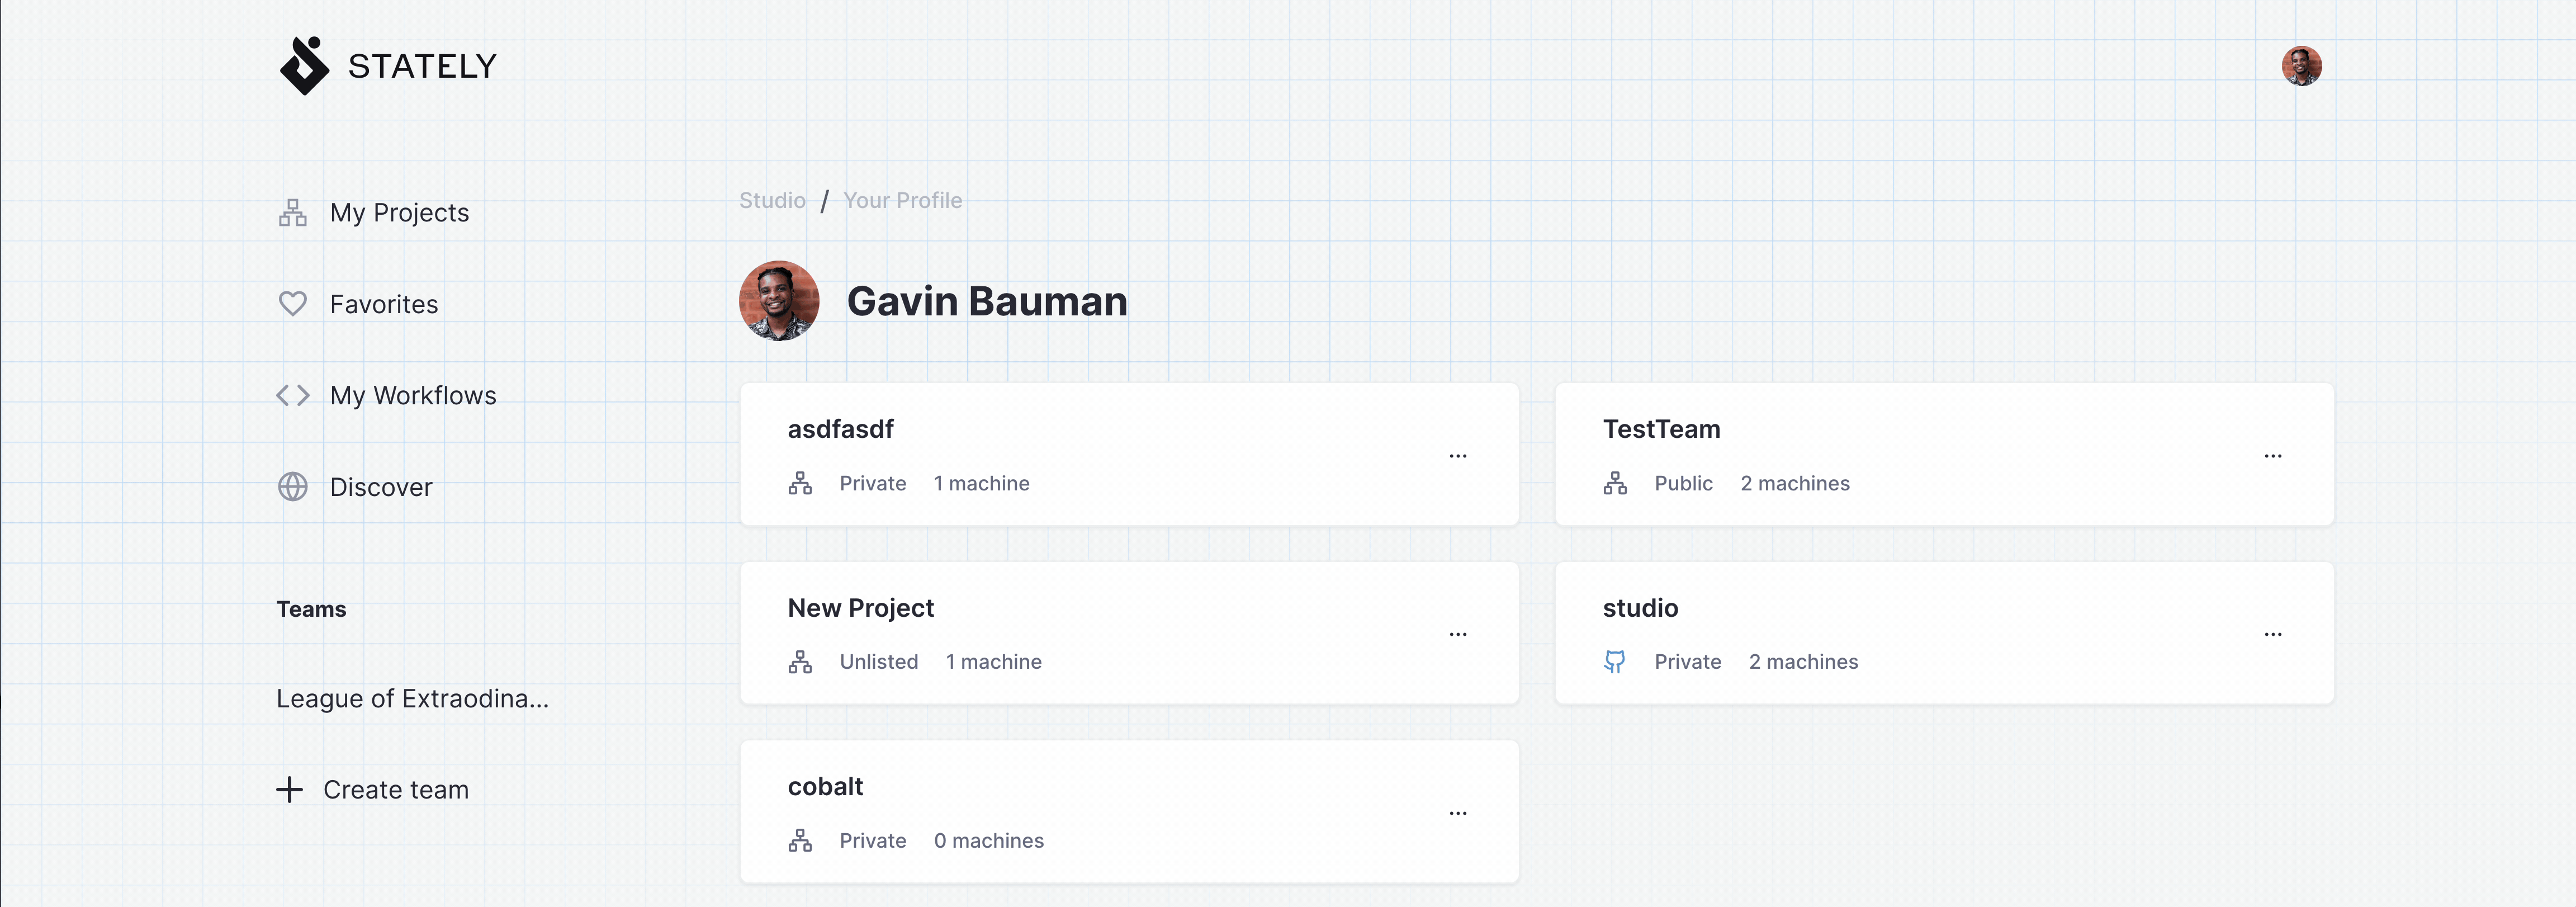 STATELY
My Projects
Favorites
My Workflows
Discover
Teams
League of Extraodina...
Create team
Studio / Your Profile
Gavin Bauman
asdfasdf
Private 1 machine
TestTeam
Public 2 machines
New Project
Unlisted 1 machine
studio
Private 2 machines
cobalt
Private 0 machines